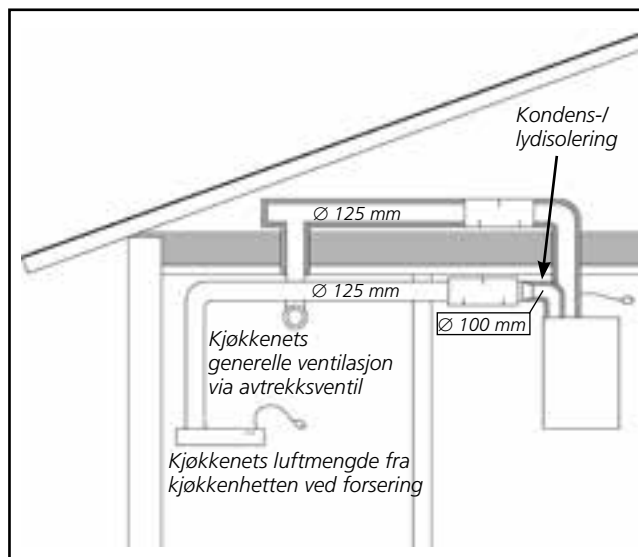 Kondens-/
lydisolering
Ø 125 mm
Ø 125 mm
Ø 100 mm
Kjøkkenets
generelle ventilasjon
via avtrekksventil
Kjøkkenets luftmengde fra
kjøkkenhetten ved forsering